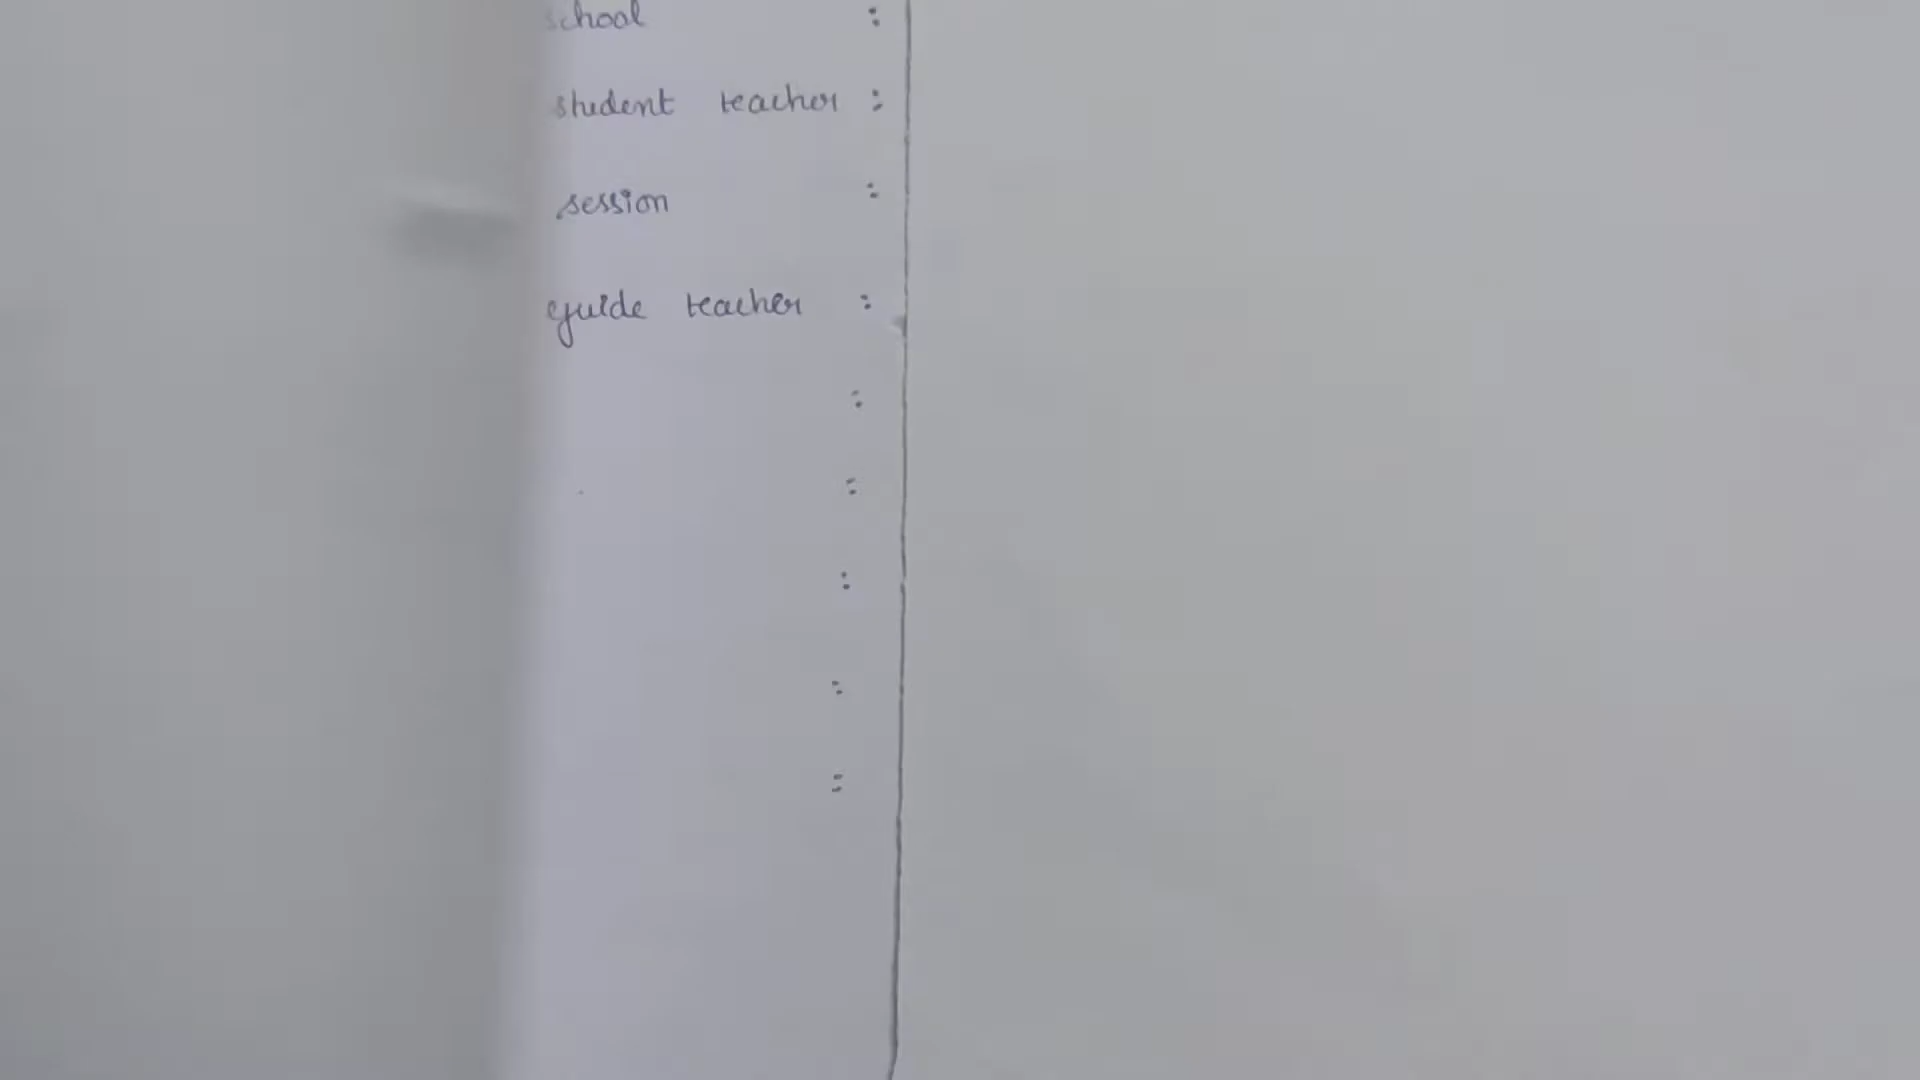 school :
student teacher :
session :
guide teacher :
:
:
:
:
: